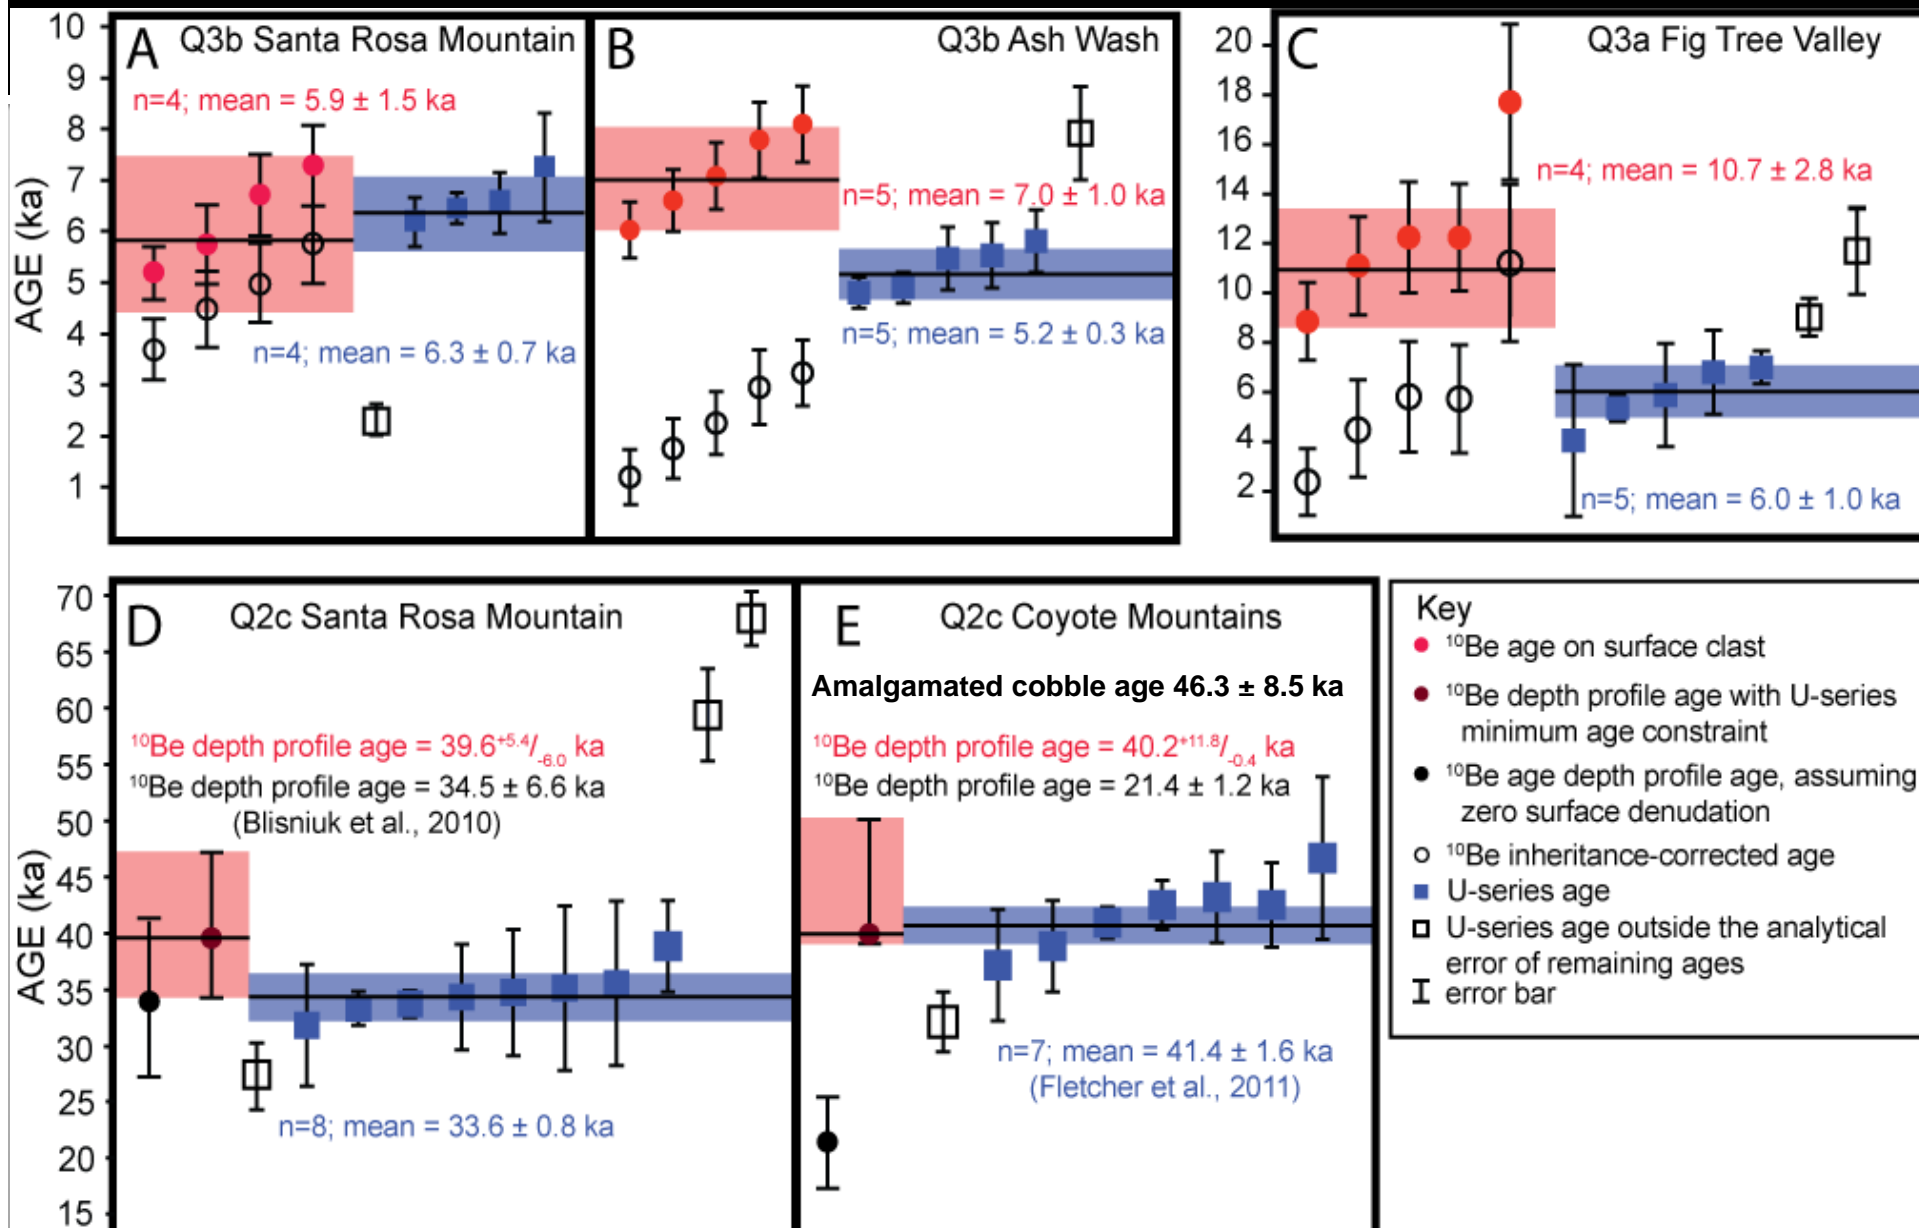 A Q3b Santa Rosa Mountain
n=4; mean = 5.9 ± 1.5 ka
n=4; mean = 6.3 ± 0.7 ka
AGE (ka)
10
9
8
7
6
5
4
3
2
1
B Q3b Ash Wash
n=5; mean = 7.0 ± 1.0 ka
n=5; mean = 5.2 ± 0.3 ka
C Q3a Fig Tree Valley
n=4; mean = 10.7 ± 2.8 ka
n=5; mean = 6.0 ± 1.0 ka
20
18
16
14
12
10
8
6
4
2
D Q2c Santa Rosa Mountain
¹⁰Be depth profile age = 39.6⁺⁵·⁴/₋₆.₀ ka
¹⁰Be depth profile age = 34.5 ± 6.6 ka
(Blisniuk et al., 2010)
n=8; mean = 33.6 ± 0.8 ka
AGE (ka)
70
65
60
55
50
45
40
35
30
25
20
15
E Q2c Coyote Mountains
Amalgamated cobble age 46.3 ± 8.5 ka
¹⁰Be depth profile age = 40.2⁺¹¹·⁸/₋₀.₄ ka
¹⁰Be depth profile age = 21.4 ± 1.2 ka
n=7; mean = 41.4 ± 1.6 ka
(Fletcher et al., 2011)
Key
¹⁰Be age on surface clast
¹⁰Be depth profile age with U-series
minimum age constraint
¹⁰Be age depth profile age, assuming
zero surface denudation
¹⁰Be inheritance-corrected age
U-series age
U-series age outside the analytical
error of remaining ages
error bar